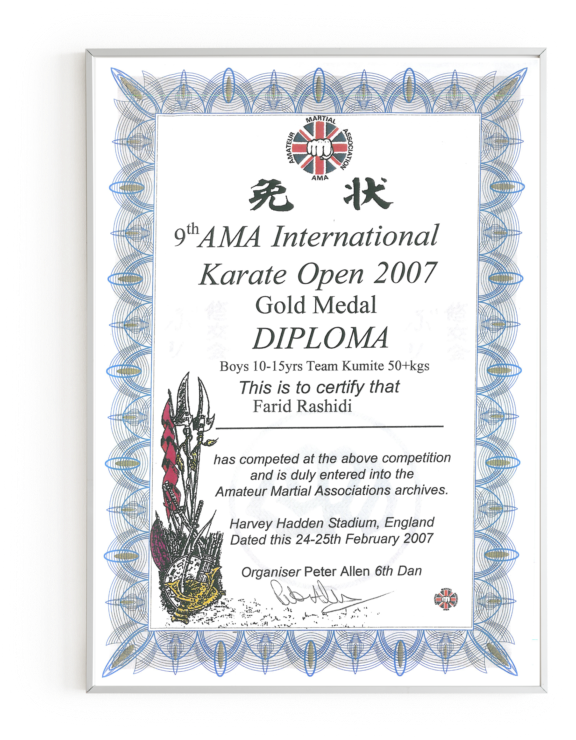 AMATEUR MARTIAL ASSOCIATION
AMA
免 状
9th AMA International
Karate Open 2007
Gold Medal
DIPLOMA
Boys 10-15yrs Team Kumite 50+kgs
This is to certify that
Farid Rashidi
has competed at the above competition
and is duly entered into the
Amateur Martial Associations archives.
Harvey Hadden Stadium, England
Dated this 24-25th February 2007
Organiser Peter Allen 6th Dan